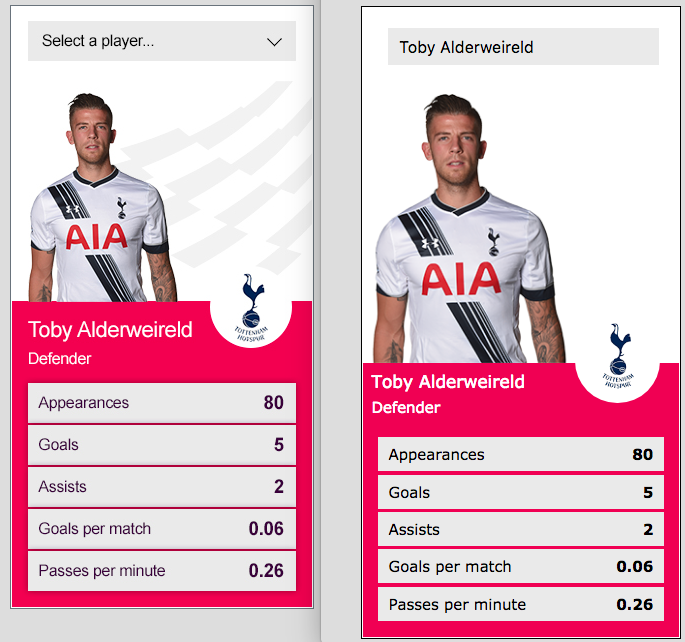 Select a player...
AIA
TOTTENHAM
HOTSPUR
Toby Alderweireld
Defender
Appearances 80
Goals 5
Assists 2
Goals per match 0.06
Passes per minute 0.26
Toby Alderweireld
AIA
TOTTENHAM
HOTSPUR
Toby Alderweireld
Defender
Appearances 80
Goals 5
Assists 2
Goals per match 0.06
Passes per minute 0.26